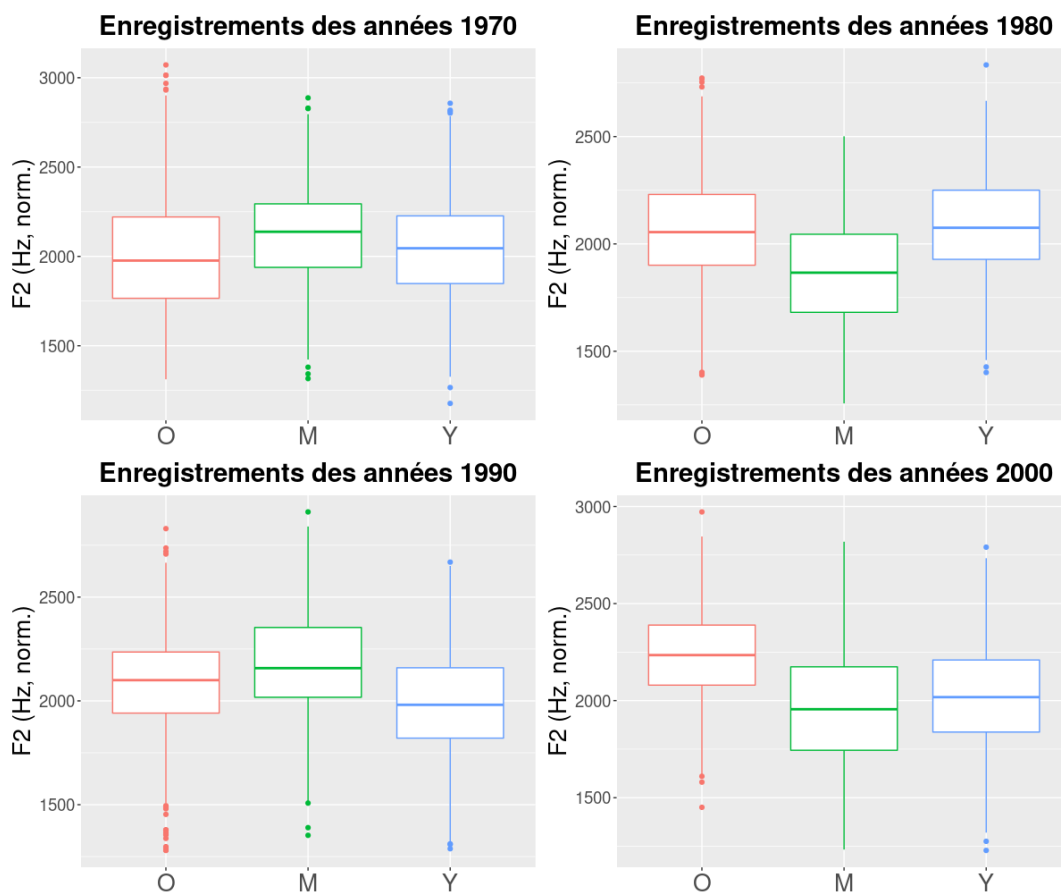 Enregistrements des années 1970
F2 (Hz, norm.)
3000
2500
2000
1500
O M Y
Enregistrements des années 1980
F2 (Hz, norm.)
2500
2000
1500
O M Y
Enregistrements des années 1990
F2 (Hz, norm.)
2500
2000
1500
O M Y
Enregistrements des années 2000
F2 (Hz, norm.)
3000
2500
2000
1500
O M Y